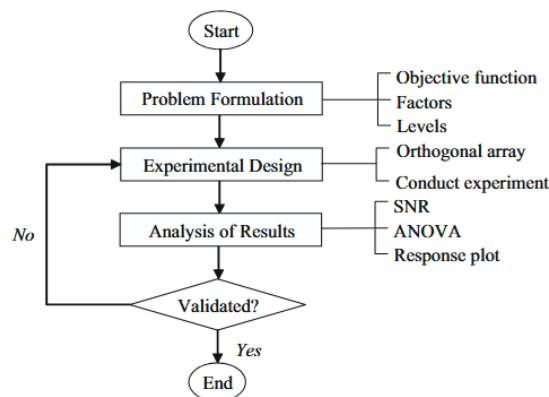 Start
Problem Formulation
Objective function
Factors
Levels
Experimental Design
Orthogonal array
Conduct experiment
Analysis of Results
SNR
ANOVA
Response plot
No
Validated?
Yes
End